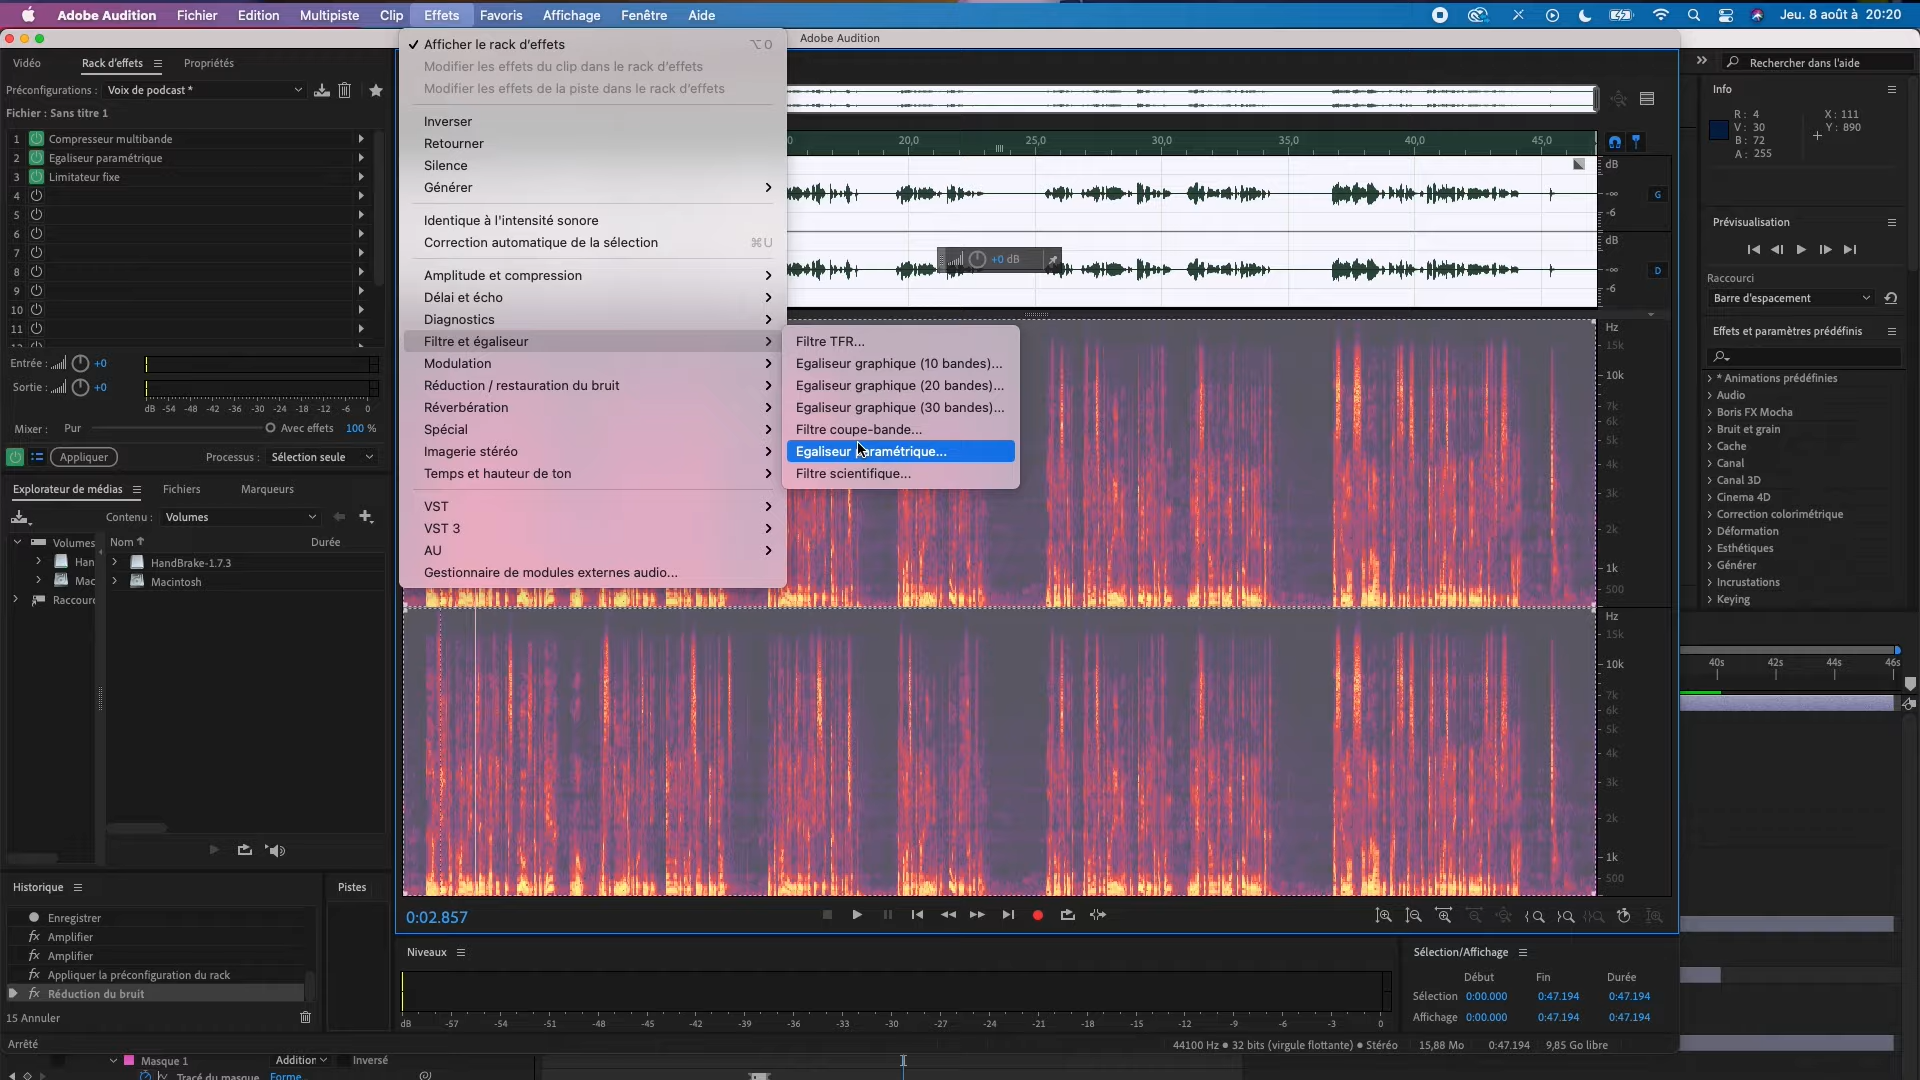 Adobe Audition Fichier Edition Multipiste Clip Effets Favoris Affichage Fenêtre Aide Jeu. 8 août à 20:20
Adobe Audition
Vidéo Rack d'effets Propriétés
Préconfigurations : Voix de podcast *
Fichier : Sans titre 1
1 Compresseur multibande
2 Egaliseur paramétrique
3 Limitateur fixe
4
5
6
7
8
9
10
11
Entrée : +0
Sortie : +0
dB -54 -48 -42 -36 -30 -24 -18 -12 -6 0
Mixer : Pur Avec effets 100 %
Appliquer Processus : Sélection seule
Explorateur de médias Fichiers Marqueurs
Contenu : Volumes
Volumes Nom Durée
Han HandBrake-1.7.3
Mac Macintosh
Raccourc
Historique Pistes
Enregistrer
fx Amplifier
fx Amplifier
fx Appliquer la préconfiguration du rack
fx Réduction du bruit
15 Annuler
Arrêté
Masque 1 Addition Inversé
Tracé du masque Forme...
✓ Afficher le rack d'effets ⌥0
Modifier les effets du clip dans le rack d'effets
Modifier les effets de la piste dans le rack d'effets
Inverser
Retourner
Silence
Générer
Identique à l'intensité sonore
Correction automatique de la sélection ⌘U
Amplitude et compression
Délai et écho
Diagnostics
Filtre et égaliseur
Modulation
Réduction / restauration du bruit
Réverbération
Spécial
Imagerie stéréo
Temps et hauteur de ton
VST
VST 3
AU
Gestionnaire de modules externes audio...
Filtre TFR...
Egaliseur graphique (10 bandes)...
Egaliseur graphique (20 bandes)...
Egaliseur graphique (30 bandes)...
Filtre coupe-bande...
Egaliseur paramétrique...
Filtre scientifique...
0 20,0 25,0 30,0 35,0 40,0 45,0
dB
-∞ G
-6
dB
+0 dB
-∞ D
-6
Hz
15k
10k
7k
6k
5k
4k
3k
2k
1k
500
Hz
15k
10k
7k
6k
5k
4k
3k
2k
1k
500
0:02.857
Niveaux
dB -57 -54 -51 -48 -45 -42 -39 -36 -33 -30 -27 -24 -21 -18 -15 -12 -9 -6 -3 0
Sélection/Affichage
Début Fin Durée
Sélection 0:00.000 0:47.194 0:47.194
Affichage 0:00.000 0:47.194 0:47.194
44100 Hz • 32 bits (virgule flottante) • Stéréo 15,88 Mo 0:47.194 9,85 Go libre
Rechercher dans l'aide
Info
R : 4 X : 111
V : 30 Y : 890
B : 72
A : 255
Prévisualisation
Raccourci
Barre d'espacement
Effets et paramètres prédéfinis
* Animations prédéfinies
Audio
Boris FX Mocha
Bruit et grain
Cache
Canal
Canal 3D
Cinema 4D
Correction colorimétrique
Déformation
Esthétiques
Générer
Incrustations
Keying
40s 42s 44s 46s